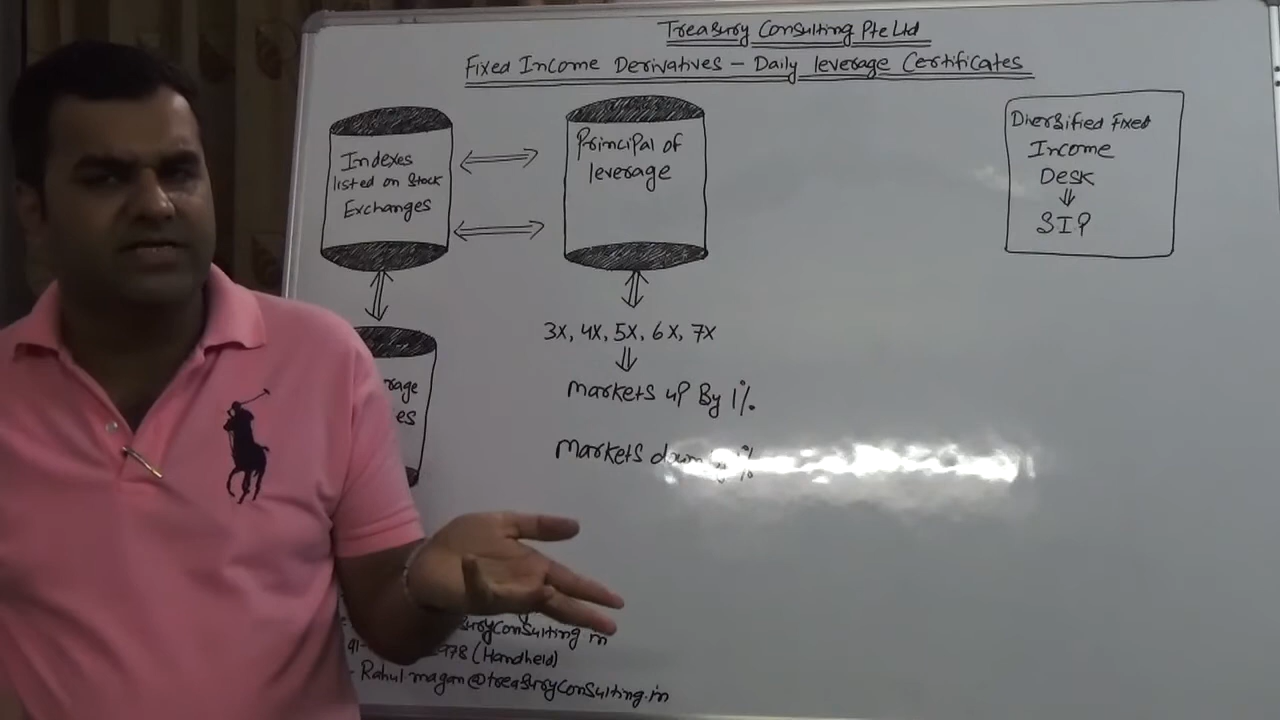 Treasury Consulting Pte Ltd
Fixed Income Derivatives – Daily leverage Certificates
Indexes
listed on Stock
Exchanges
Principal of
leverage
Diversified Fixed
Income
Desk
SIP
3X, 4X, 5X, 6X, 7X
Markets up By 1%
Markets down 1%
Rahul magan@treasuryconsulting.in
(Handheld)